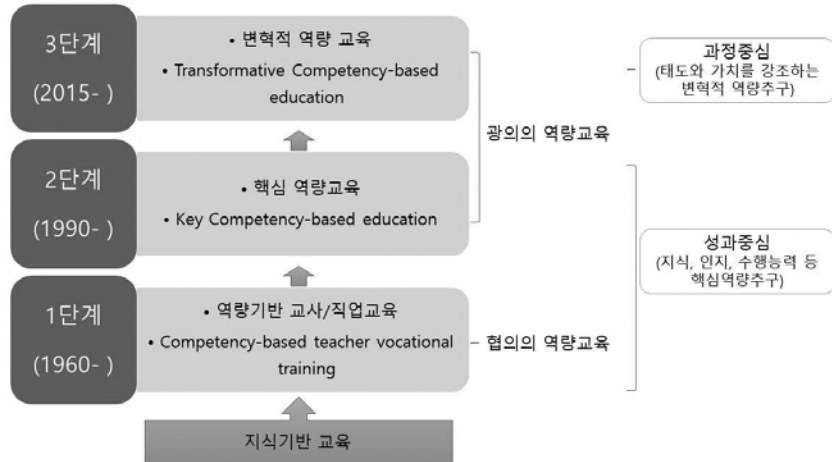 3단계
(2015- )
• 변혁적 역량 교육
• Transformative Competency-based
education
과정중심
(태도와 가치를 강조하는
변혁적 역량추구)
광의의 역량교육
2단계
(1990- )
• 핵심 역량교육
• Key Competency-based education
성과중심
(지식, 인지, 수행능력 등
핵심역량추구)
1단계
(1960- )
• 역량기반 교사/직업교육
• Competency-based teacher vocational
training
협의의 역량교육
지식기반 교육